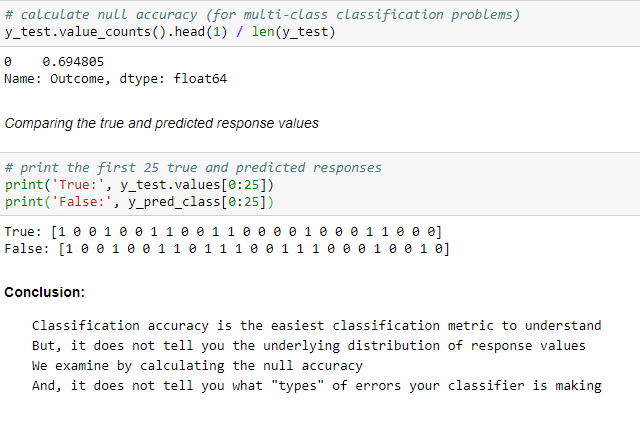 # calculate null accuracy (for multi-class classification problems)
y_test.value_counts().head(1) / len(y_test)
0    0.694805
Name: Outcome, dtype: float64
Comparing the true and predicted response values
# print the first 25 true and predicted responses
print('True:', y_test.values[0:25])
print('False:', y_pred_class[0:25])
True: [1 0 0 1 0 0 1 1 0 0 1 1 0 0 0 0 1 0 0 0 1 1 0 0 0]
False: [1 0 0 1 0 0 1 1 0 1 1 1 0 0 1 1 1 0 0 0 1 0 0 1 0]
Conclusion:
Classification accuracy is the easiest classification metric to understand
But, it does not tell you the underlying distribution of response values
We examine by calculating the null accuracy
And, it does not tell you what "types" of errors your classifier is making